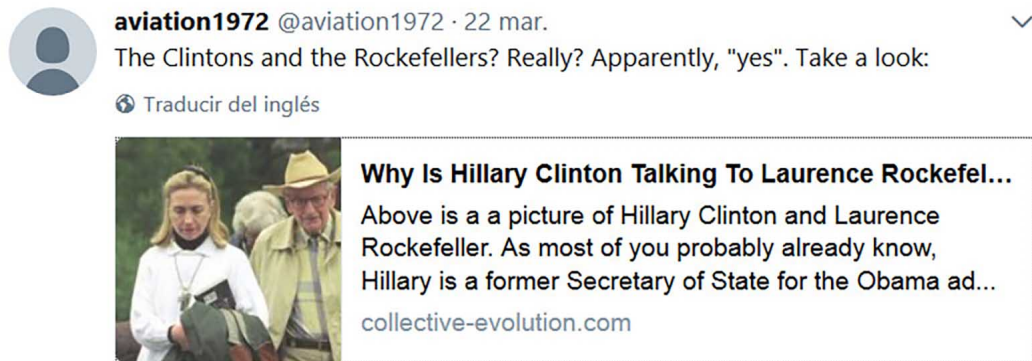 aviation1972 @aviation1972 · 22 mar.
The Clintons and the Rockefellers? Really? Apparently, "yes". Take a look:
Traducir del inglés
Why Is Hillary Clinton Talking To Laurence Rockefel...
Above is a a picture of Hillary Clinton and Laurence
Rockefeller. As most of you probably already know,
Hillary is a former Secretary of State for the Obama ad...
collective-evolution.com